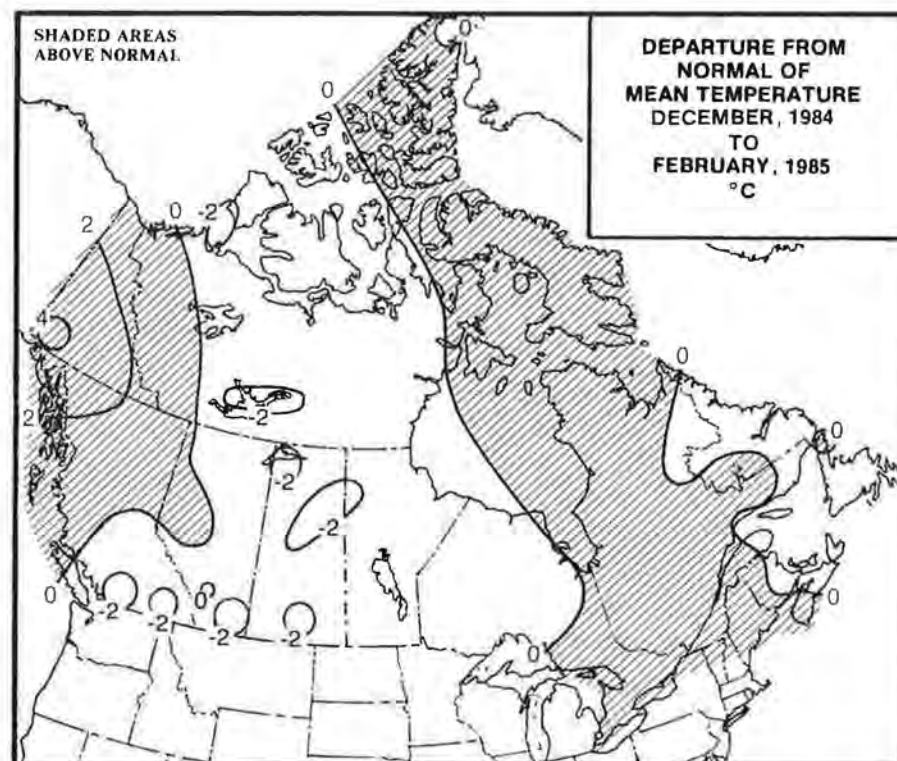 SHADED AREAS
ABOVE NORMAL
DEPARTURE FROM
NORMAL OF
MEAN TEMPERATURE
DECEMBER, 1984
TO
FEBRUARY, 1985
°C
0
0
0
-2
2
-4
0
2
-2
0
-2
-2
0
0
-2
-2
0
-2
-2
0